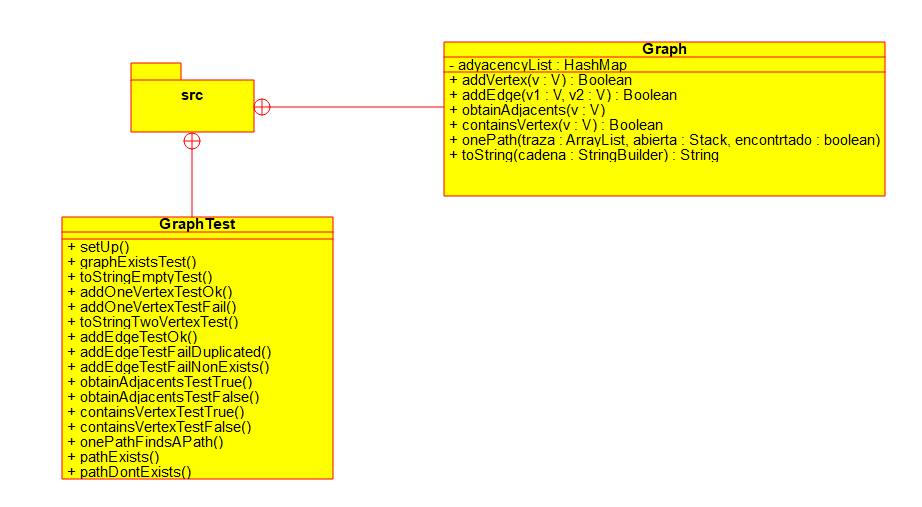 src
Graph
- adyacencyList : HashMap
+ addVertex(v : V) : Boolean
+ addEdge(v1 : V, v2 : V) : Boolean
+ obtainAdjacents(v : V)
+ containsVertex(v : V) : Boolean
+ onePath(traza : ArrayList, abierta : Stack, encontrtado : boolean)
+ toString(cadena : StringBuilder) : String
GraphTest
+ setUp()
+ graphExistsTest()
+ toStringEmptyTest()
+ addOneVertexTestOk()
+ addOneVertexTestFail()
+ toStringTwoVertexTest()
+ addEdgeTestOk()
+ addEdgeTestFailDuplicated()
+ addEdgeTestFailNonExists()
+ obtainAdjacentsTestTrue()
+ obtainAdjacentsTestFalse()
+ containsVertexTestTrue()
+ containsVertexTestFalse()
+ onePathFindsAPath()
+ pathExists()
+ pathDontExists()